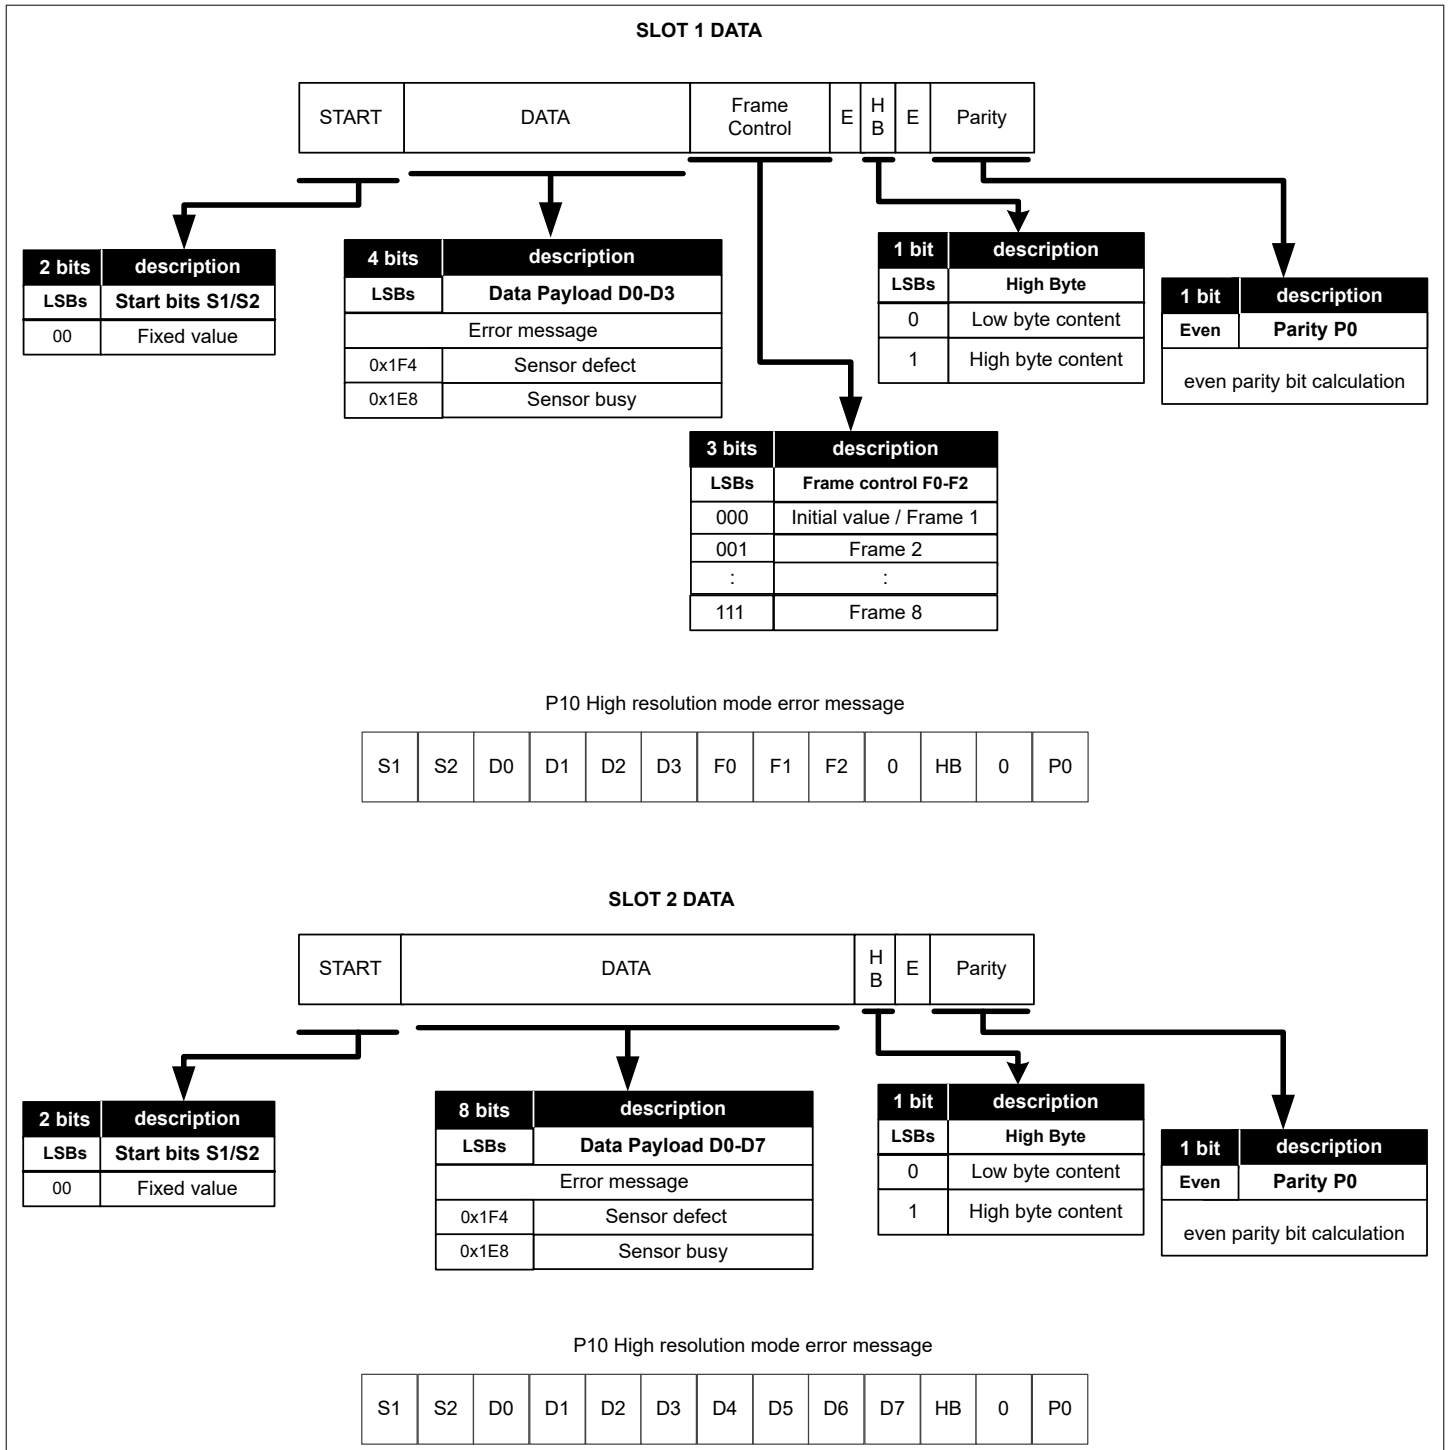 SLOT 1 DATA
START DATA Frame Control E HB E Parity
2 bits description
LSBs Start bits S1/S2
00 Fixed value
4 bits description
LSBs Data Payload D0-D3
Error message
0x1F4 Sensor defect
0x1E8 Sensor busy
1 bit description
LSBs High Byte
0 Low byte content
1 High byte content
1 bit description
Even Parity P0
even parity bit calculation
3 bits description
LSBs Frame control F0-F2
000 Initial value / Frame 1
001 Frame 2
: :
111 Frame 8
P10 High resolution mode error message
S1 S2 D0 D1 D2 D3 F0 F1 F2 0 HB 0 P0
SLOT 2 DATA
START DATA HB E Parity
2 bits description
LSBs Start bits S1/S2
00 Fixed value
8 bits description
LSBs Data Payload D0-D7
Error message
0x1F4 Sensor defect
0x1E8 Sensor busy
1 bit description
LSBs High Byte
0 Low byte content
1 High byte content
1 bit description
Even Parity P0
even parity bit calculation
P10 High resolution mode error message
S1 S2 D0 D1 D2 D3 D4 D5 D6 D7 HB 0 P0